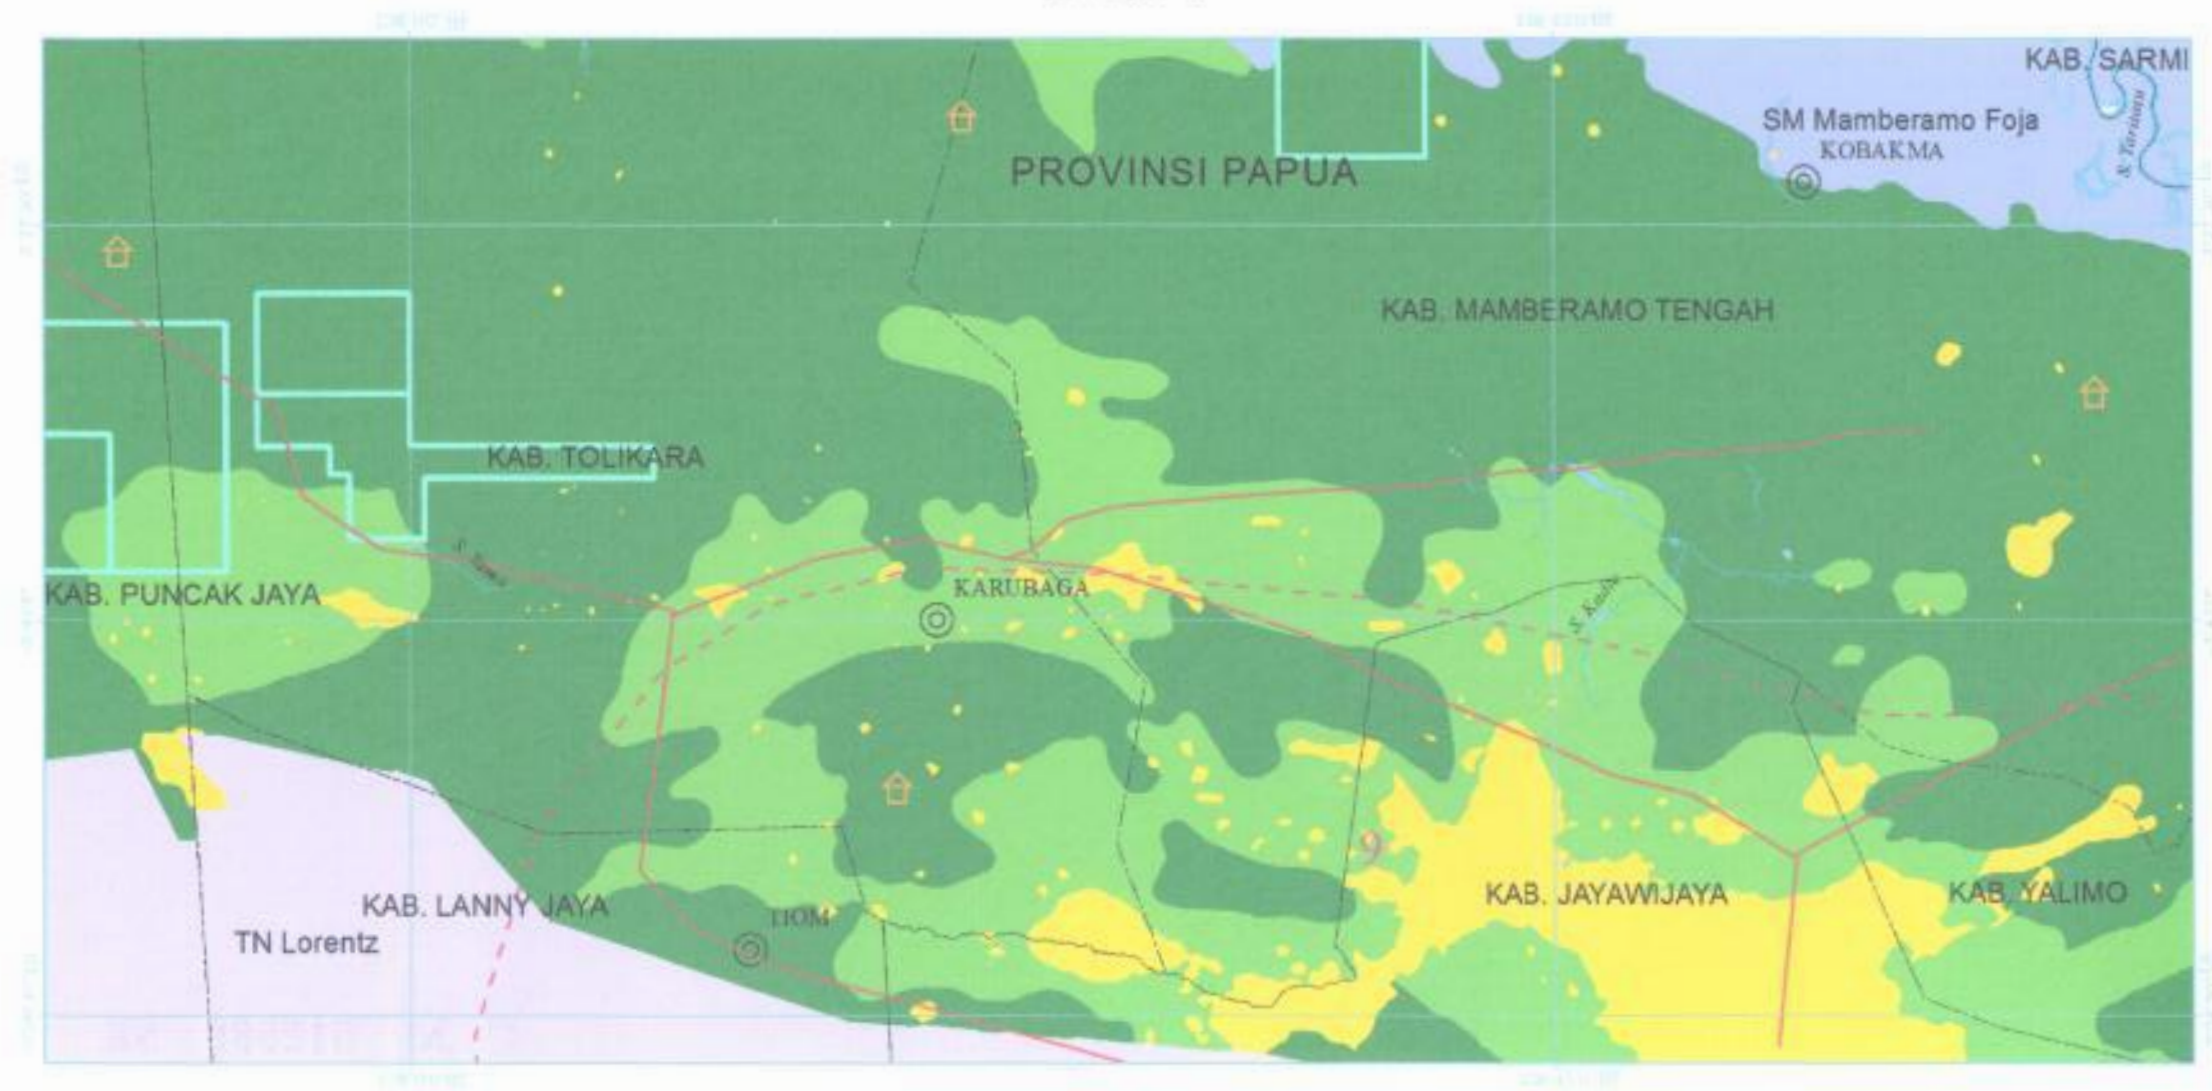 KAB. SARMI
SM Mamberamo Foja
KOBAKMA
PROVINSI PAPUA
KAB. MAMBERAMO TENGAH
KAB. TOLIKARA
KAB. PUNCAK JAYA
KARUBAGA
9
KAB. LANNY JAYA
TIOM
KAB. JAYAWIJAYA
KAB. YALIMO
TN Lorentz